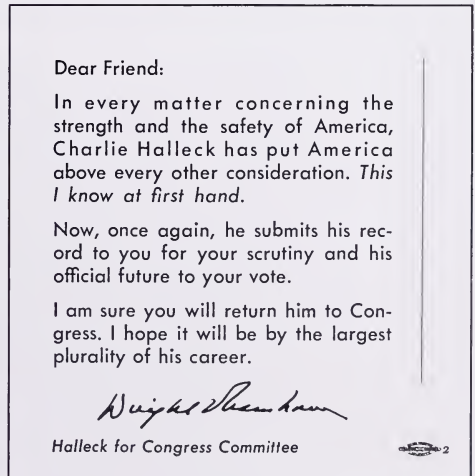 Dear Friend:
In every matter concerning the
strength and the safety of America,
Charlie Halleck has put America
above every other consideration. This
I know at first hand.
Now, once again, he submits his rec-
ord to you for your scrutiny and his
official future to your vote.
I am sure you will return him to Con-
gress. I hope it will be by the largest
plurality of his career.
Dwight Eisenhower
Halleck for Congress Committee
2